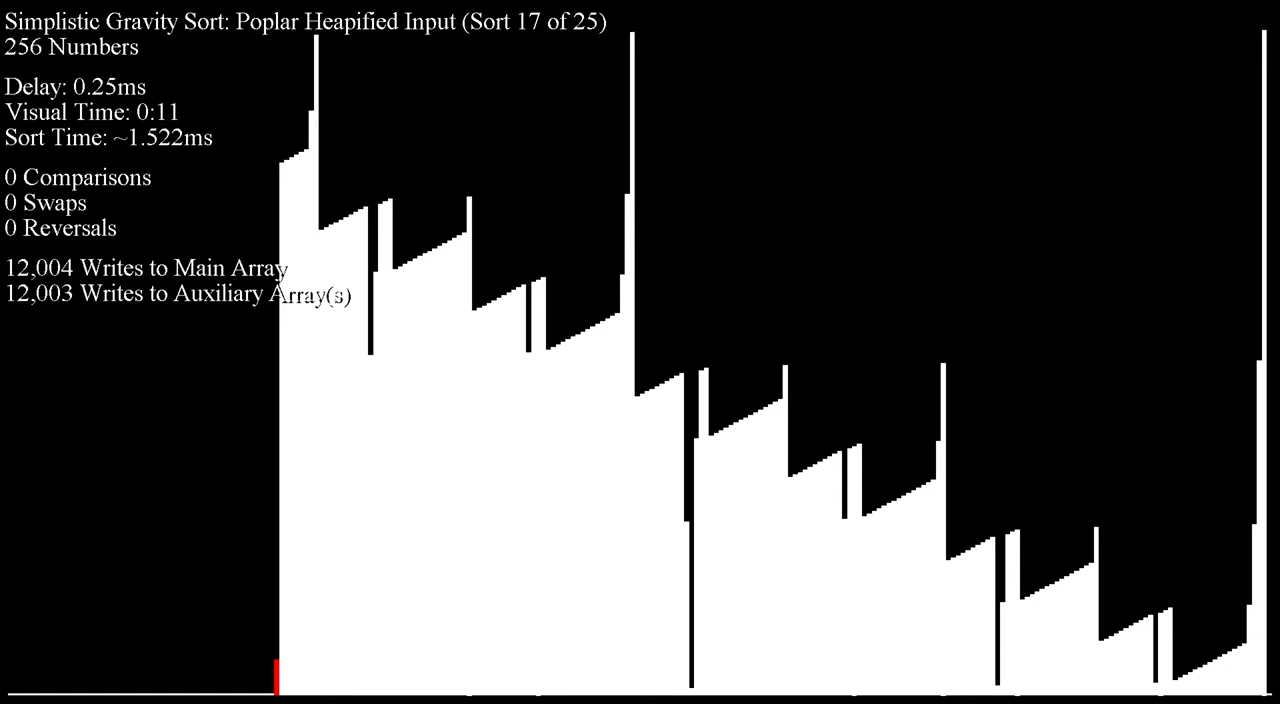 Simplistic Gravity Sort: Poplar Heapified Input (Sort 17 of 25)
256 Numbers
Delay: 0.25ms
Visual Time: 0:11
Sort Time: ~1.522ms
0 Comparisons
0 Swaps
0 Reversals
12,004 Writes to Main Array
12,003 Writes to Auxiliary Array(s)